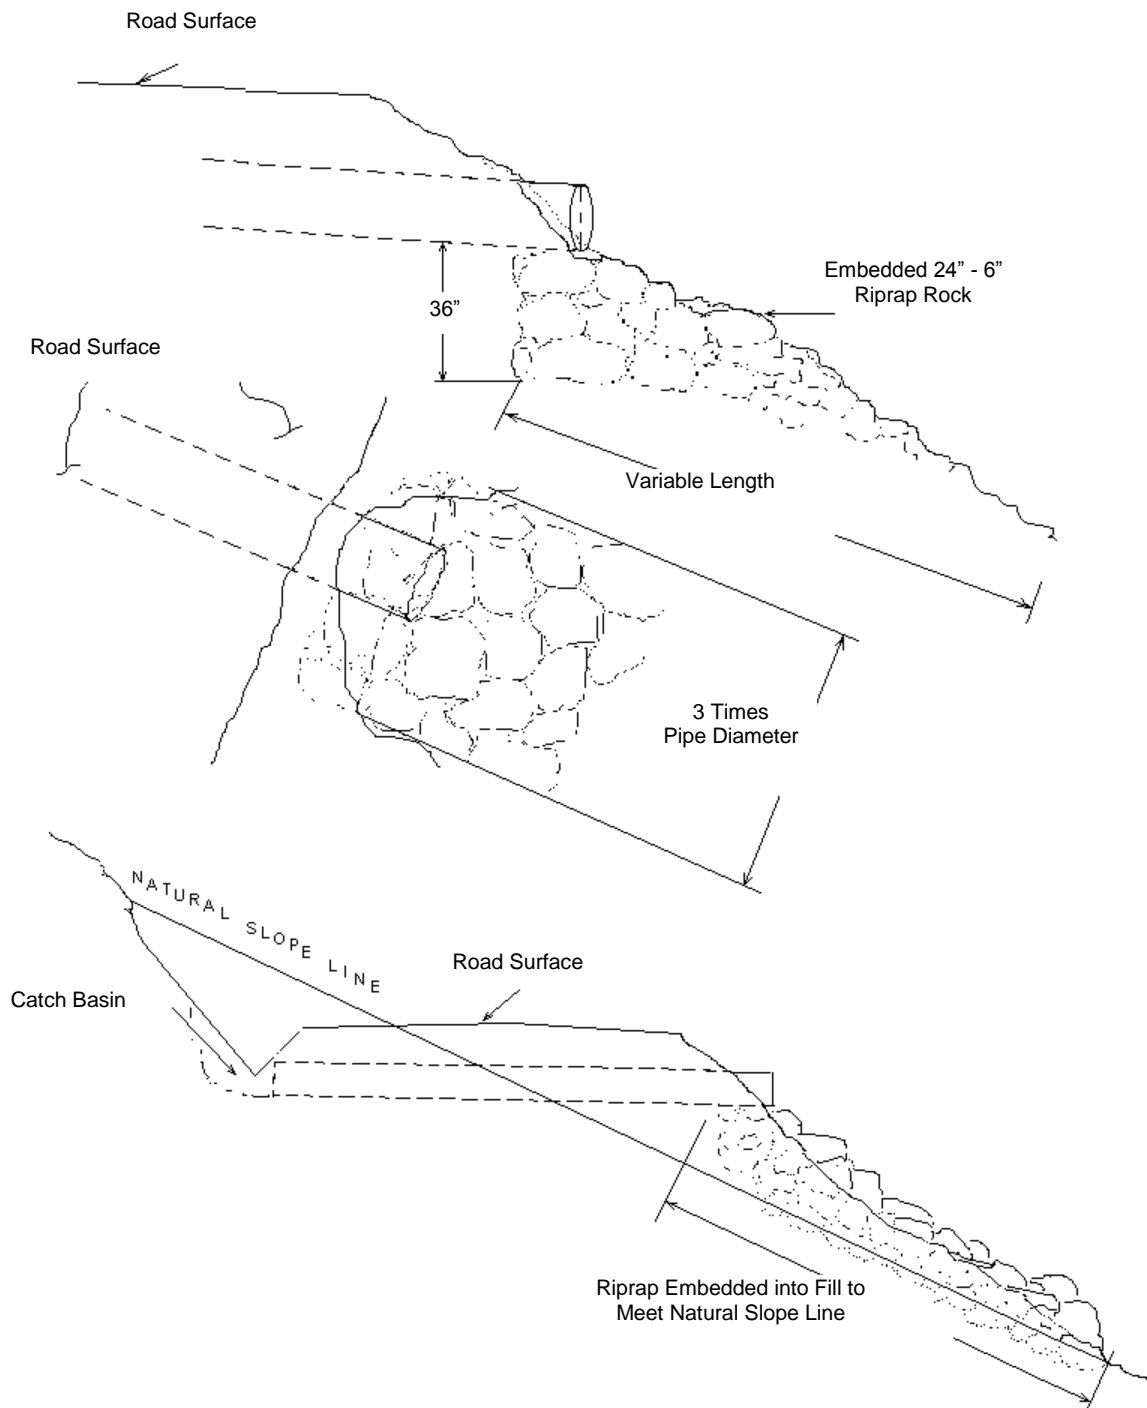 Road Surface
Embedded 24” - 6”
Riprap Rock
36”
Road Surface
Variable Length
3 Times
Pipe Diameter
NATURAL SLOPE LINE
Road Surface
Catch Basin
Riprap Embedded into Fill to
Meet Natural Slope Line